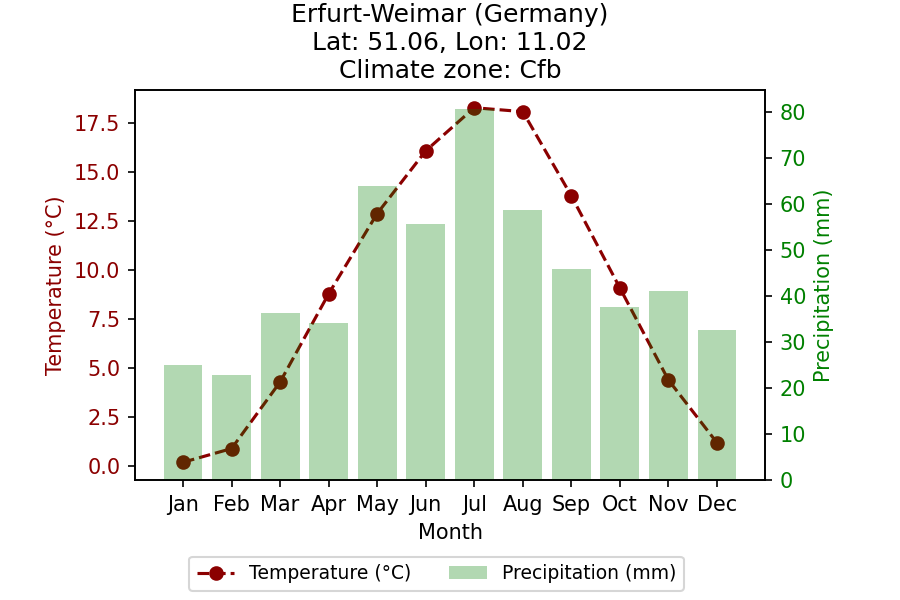 Erfurt-Weimar (Germany)
Lat: 51.06, Lon: 11.02
Climate zone: Cfb
Temperature (°C)
17.5
15.0
12.5
10.0
7.5
5.0
2.5
0.0
80
70
60
50
40
30
20
10
0
Precipitation (mm)
Jan Feb Mar Apr May Jun Jul Aug Sep Oct Nov Dec
Month
Temperature (°C) Precipitation (mm)